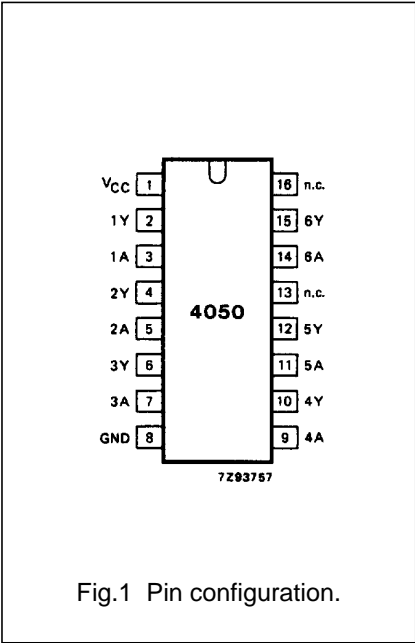 VCC 1 16 n.c.
1Y 2 15 6Y
1A 3 14 6A
2Y 4 13 n.c.
2A 5 4050 12 5Y
3Y 6 11 5A
3A 7 10 4Y
GND 8 9 4A
7Z93757
Fig.1 Pin configuration.